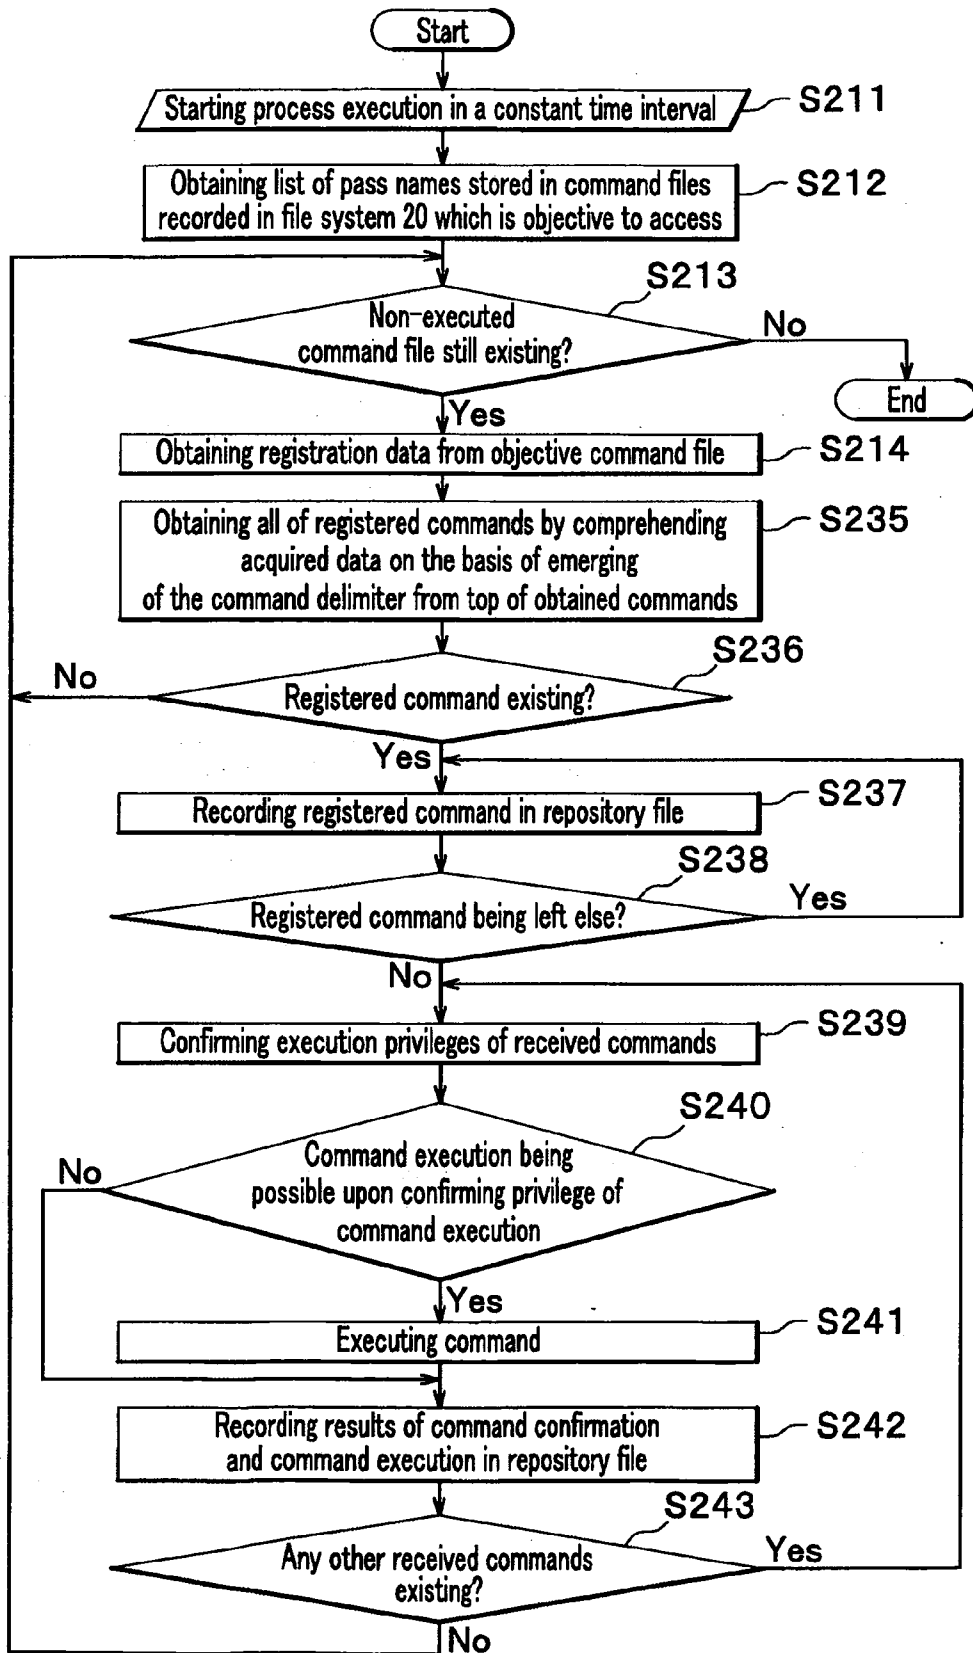 Start
Starting process execution in a constant time interval
S211
Obtaining list of pass names stored in command files
recorded in file system 20 which is objective to access
S212
S213
Non-executed
command file still existing?
No
End
Yes
Obtaining registration data from objective command file
S214
Obtaining all of registered commands by comprehending
acquired data on the basis of emerging
of the command delimiter from top of obtained commands
S235
S236
No
Registered command existing?
Yes
Recording registered command in repository file
S237
S238
Registered command being left else?
Yes
No
Confirming execution privileges of received commands
S239
S240
No
Command execution being
possible upon confirming privilege of
command execution
Yes
Executing command
S241
Recording results of command confirmation
and command execution in repository file
S242
S243
Any other received commands
existing?
Yes
No